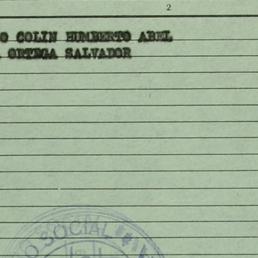 2
O COLIN HUMBERTO ABEL
ORTEGA SALVADOR
O SOCIAL